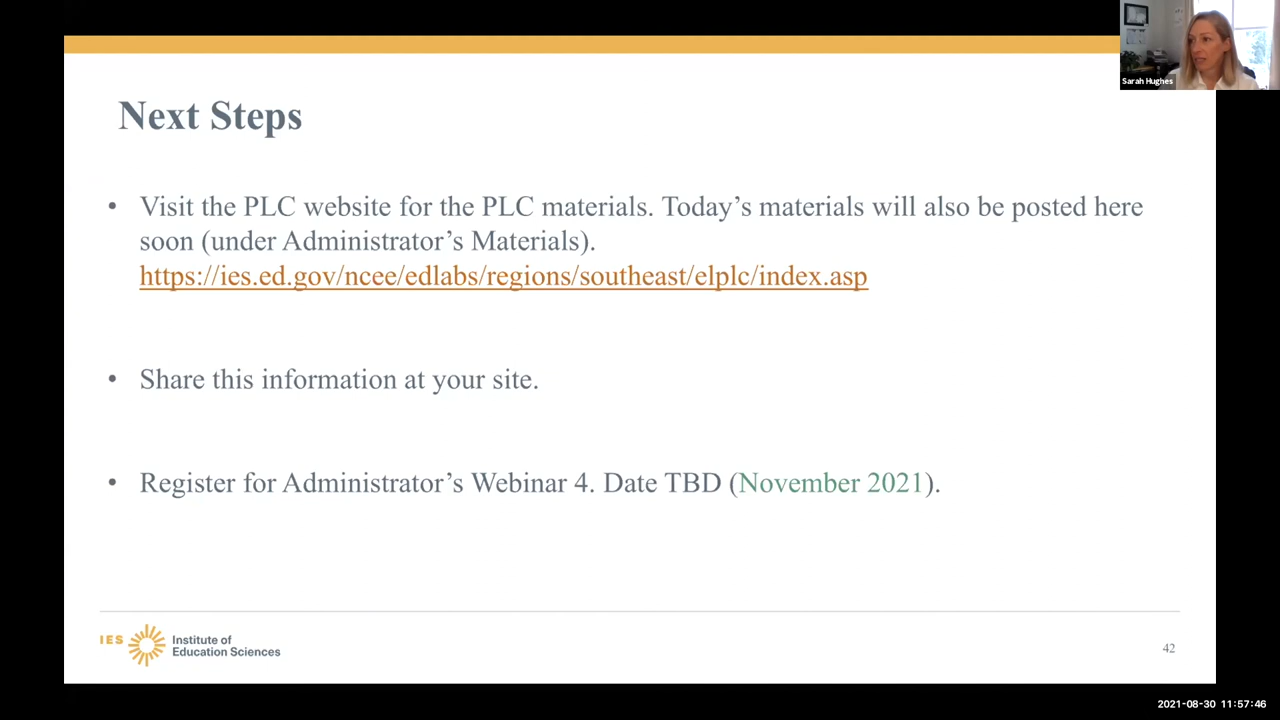 Sarah Hughes
Next Steps
• Visit the PLC website for the PLC materials. Today’s materials will also be posted here
soon (under Administrator’s Materials).
https://ies.ed.gov/ncee/edlabs/regions/southeast/elplc/index.asp
• Share this information at your site.
• Register for Administrator’s Webinar 4. Date TBD (November 2021).
IES
Institute of
Education Sciences
42
2021-08-30 11:57:46